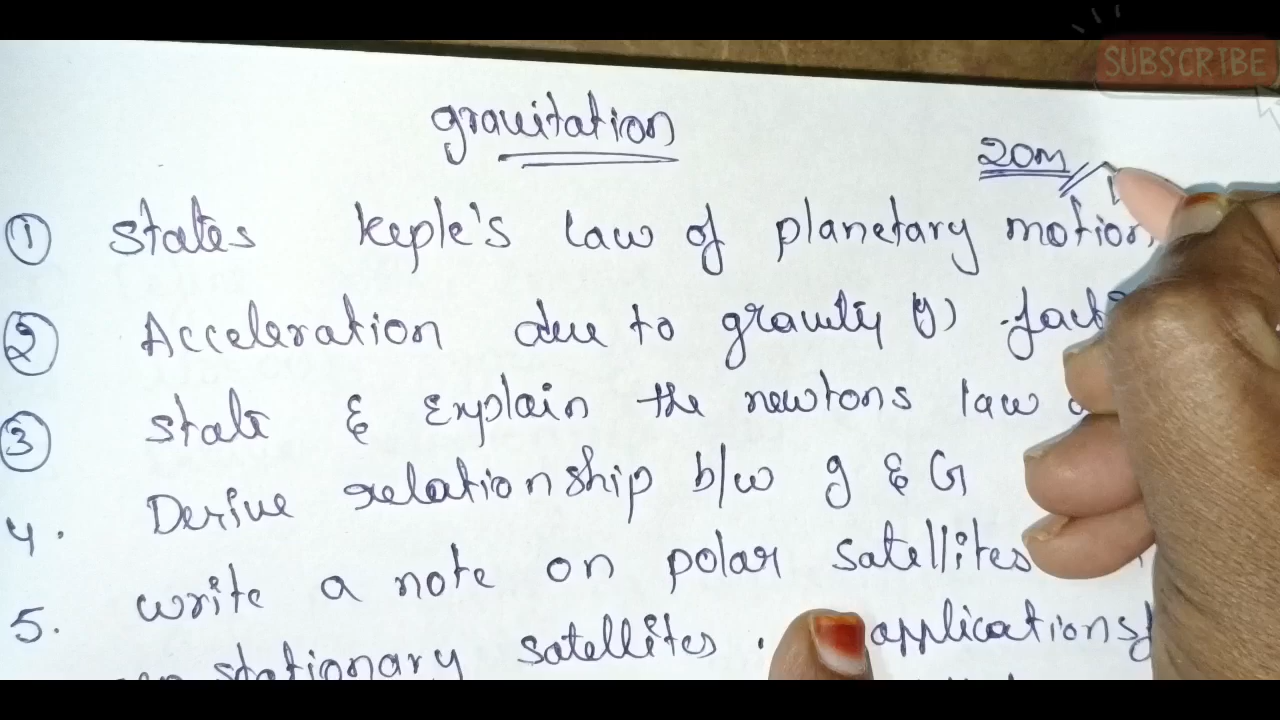 SUBSCRIBE
gravitation
20m
① States Keple's law of planetary motion
② Acceleration due to gravity (g)
③ State & Explain the newtons law
4. Derive relationship b/w g & G
5. write a note on polar satellites
stationary satellites. applications